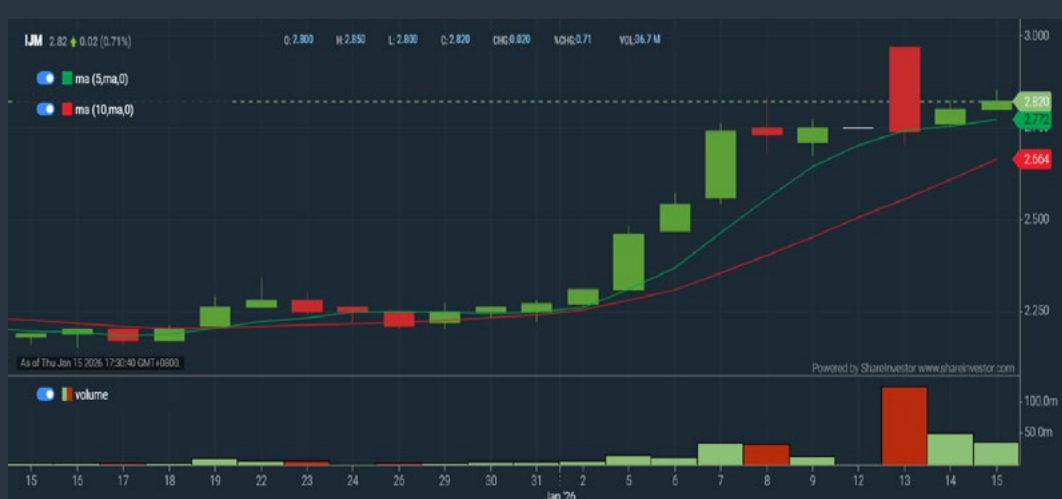 IJM 2.82 0.02 (0.71%) O: 2.800 H: 2.850 L: 2.800 C: 2.820 CHG:0.020 %CHG:0.71 VOL:36.7 M
3.000
ma (5,ma,0)
ma (10,ma,0)
2.820
2.772
2.664
2.500
2.250
As of Thu Jan 15 2026 17:30:40 GMT+0800.
Powered by ShareInvestor www.shareinvestor.com
volume
100.0m
50.0m
15 16 17 18 19 22 23 24 26 29 30 31 2 5 6 7 8 9 12 13 14 15
Jan '26